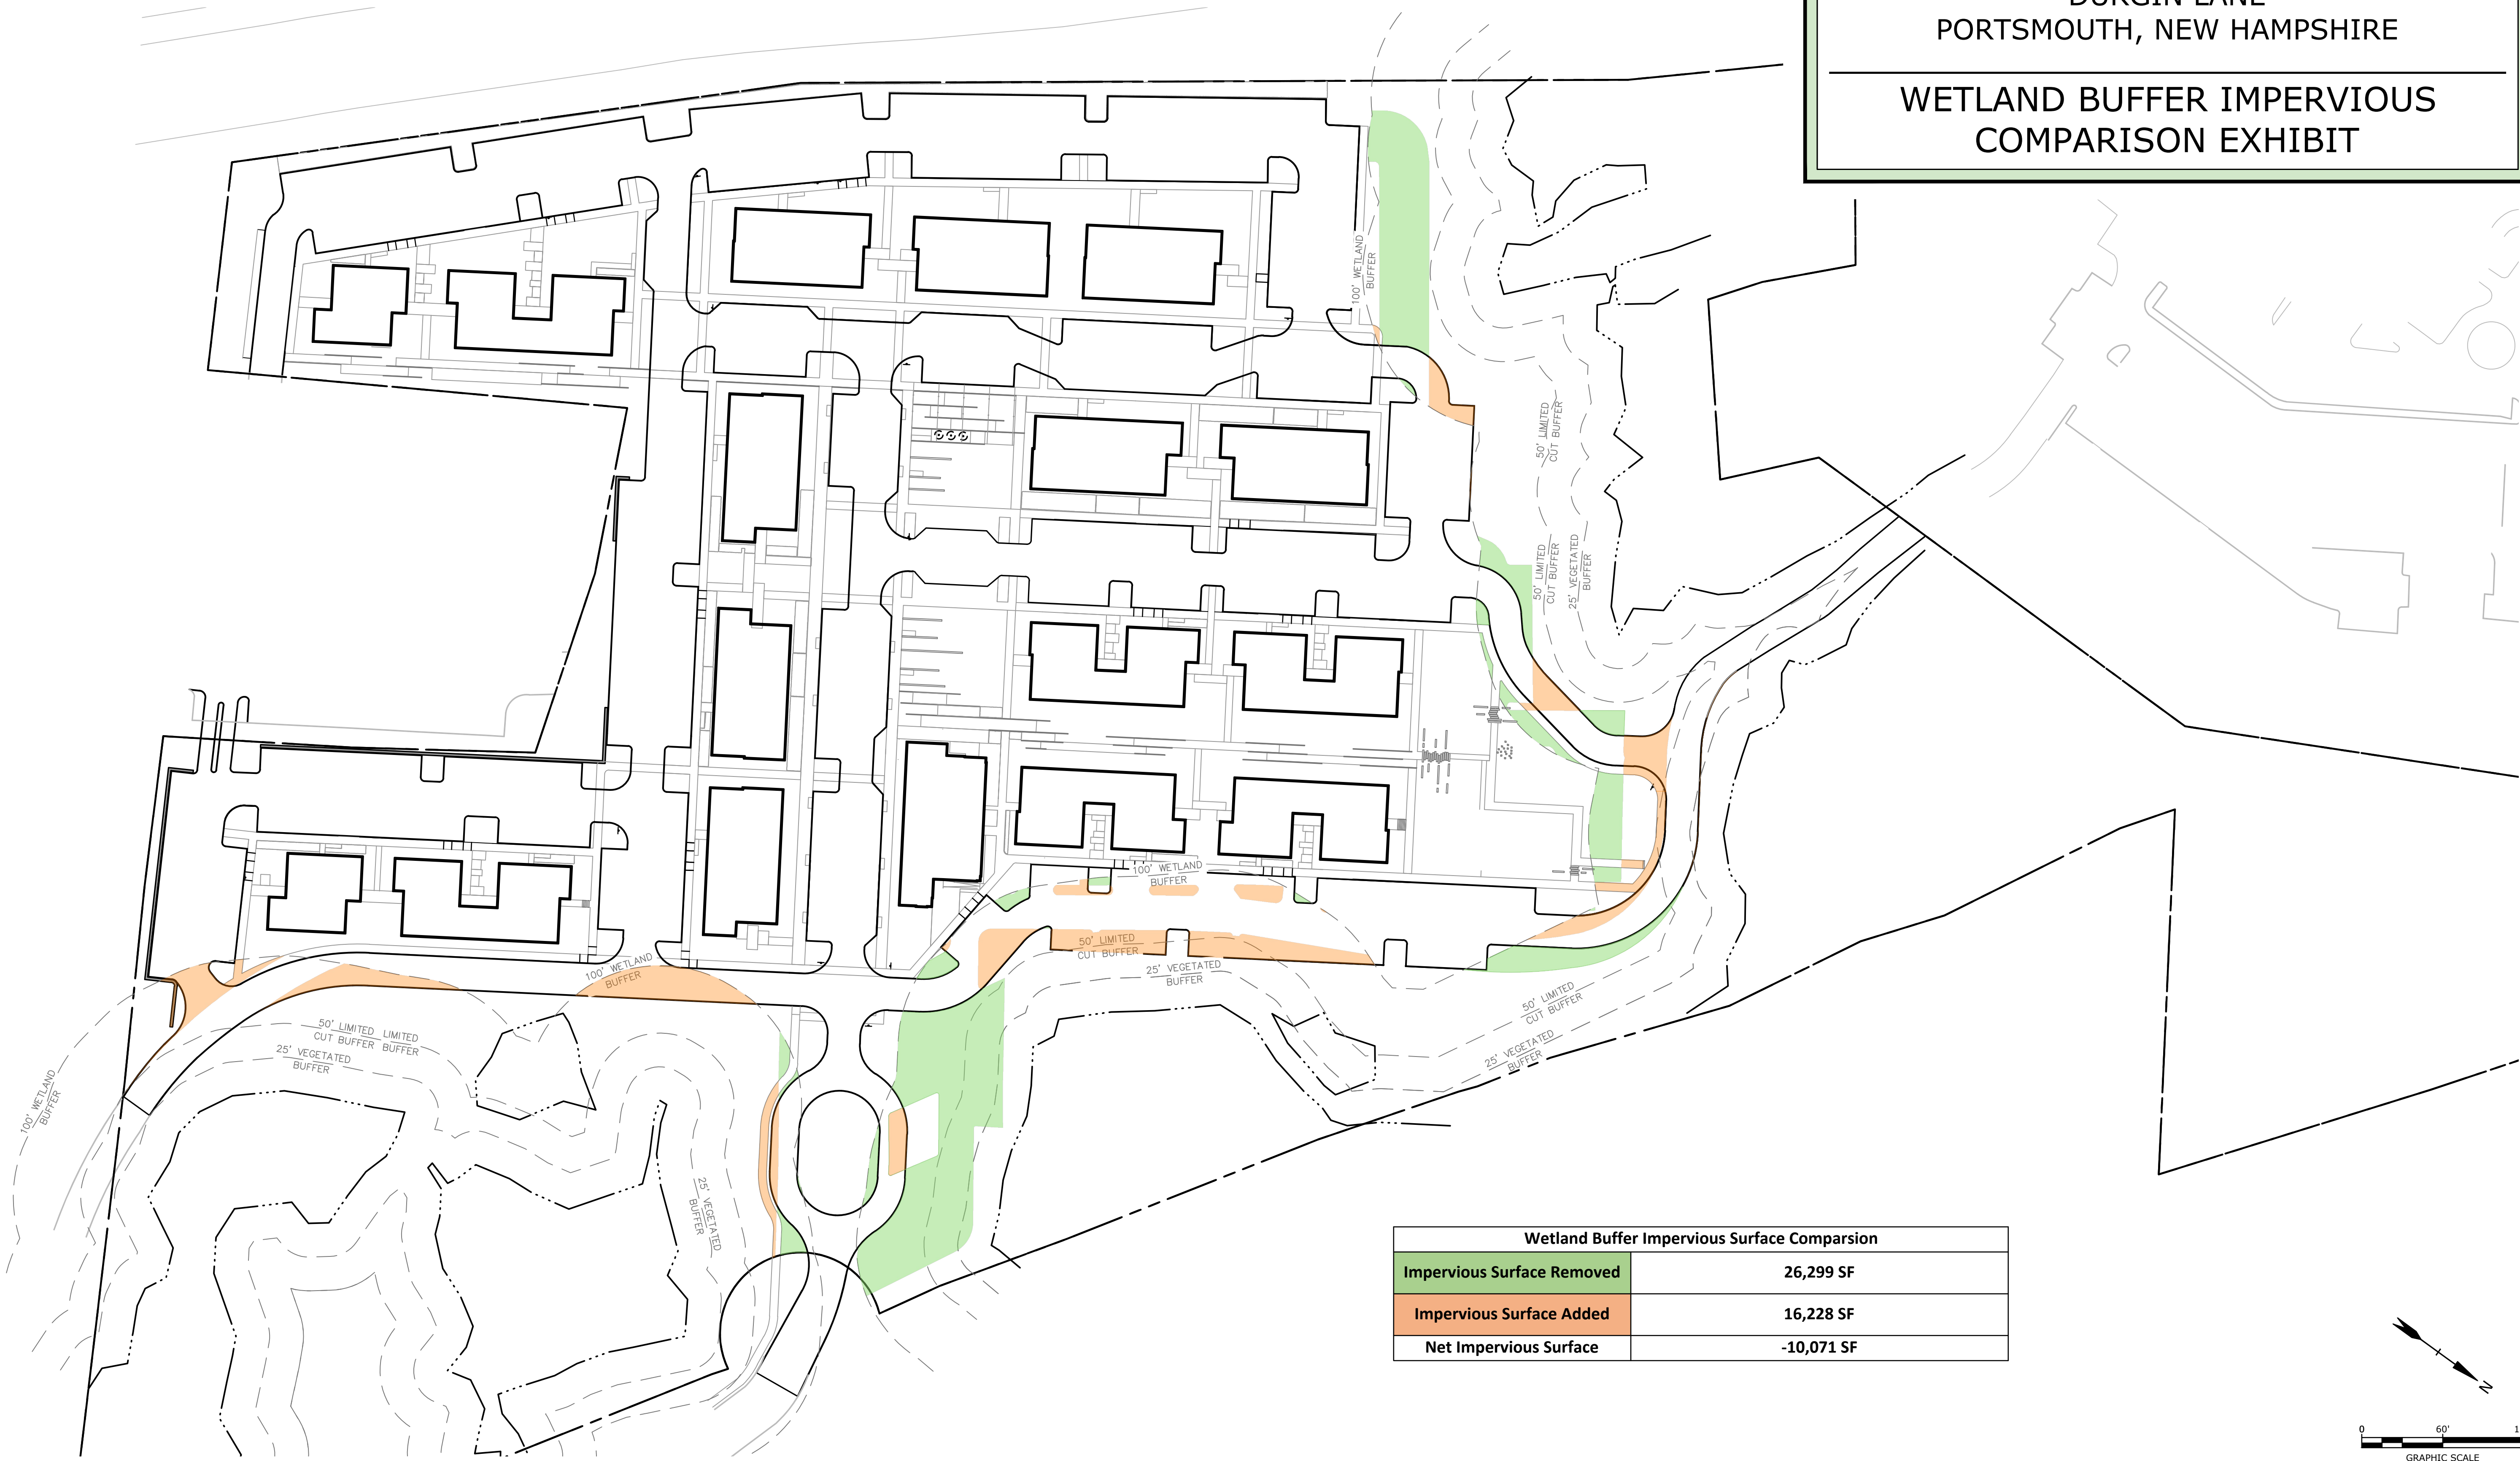 DURGIN LANE
PORTSMOUTH, NEW HAMPSHIRE
WETLAND BUFFER IMPERVIOUS
COMPARISON EXHIBIT
100' WETLAND
BUFFER
50' LIMITED
CUT BUFFER
50' LIMITED
CUT BUFFER
25' VEGETATED
BUFFER
100' WETLAND
BUFFER
50' LIMITED
CUT BUFFER
25' VEGETATED
BUFFER
100' WETLAND
BUFFER
50' LIMITED LIMITED
CUT BUFFER BUFFER
25' VEGETATED
BUFFER
100' WETLAND
BUFFER
25' VEGETATED
BUFFER
50' LIMITED
CUT BUFFER
25' VEGETATED
BUFFER
Wetland Buffer Impervious Surface Comparsion
Impervious Surface Removed 26,299 SF
Impervious Surface Added 16,228 SF
Net Impervious Surface -10,071 SF
N
0 60'
GRAPHIC SCALE